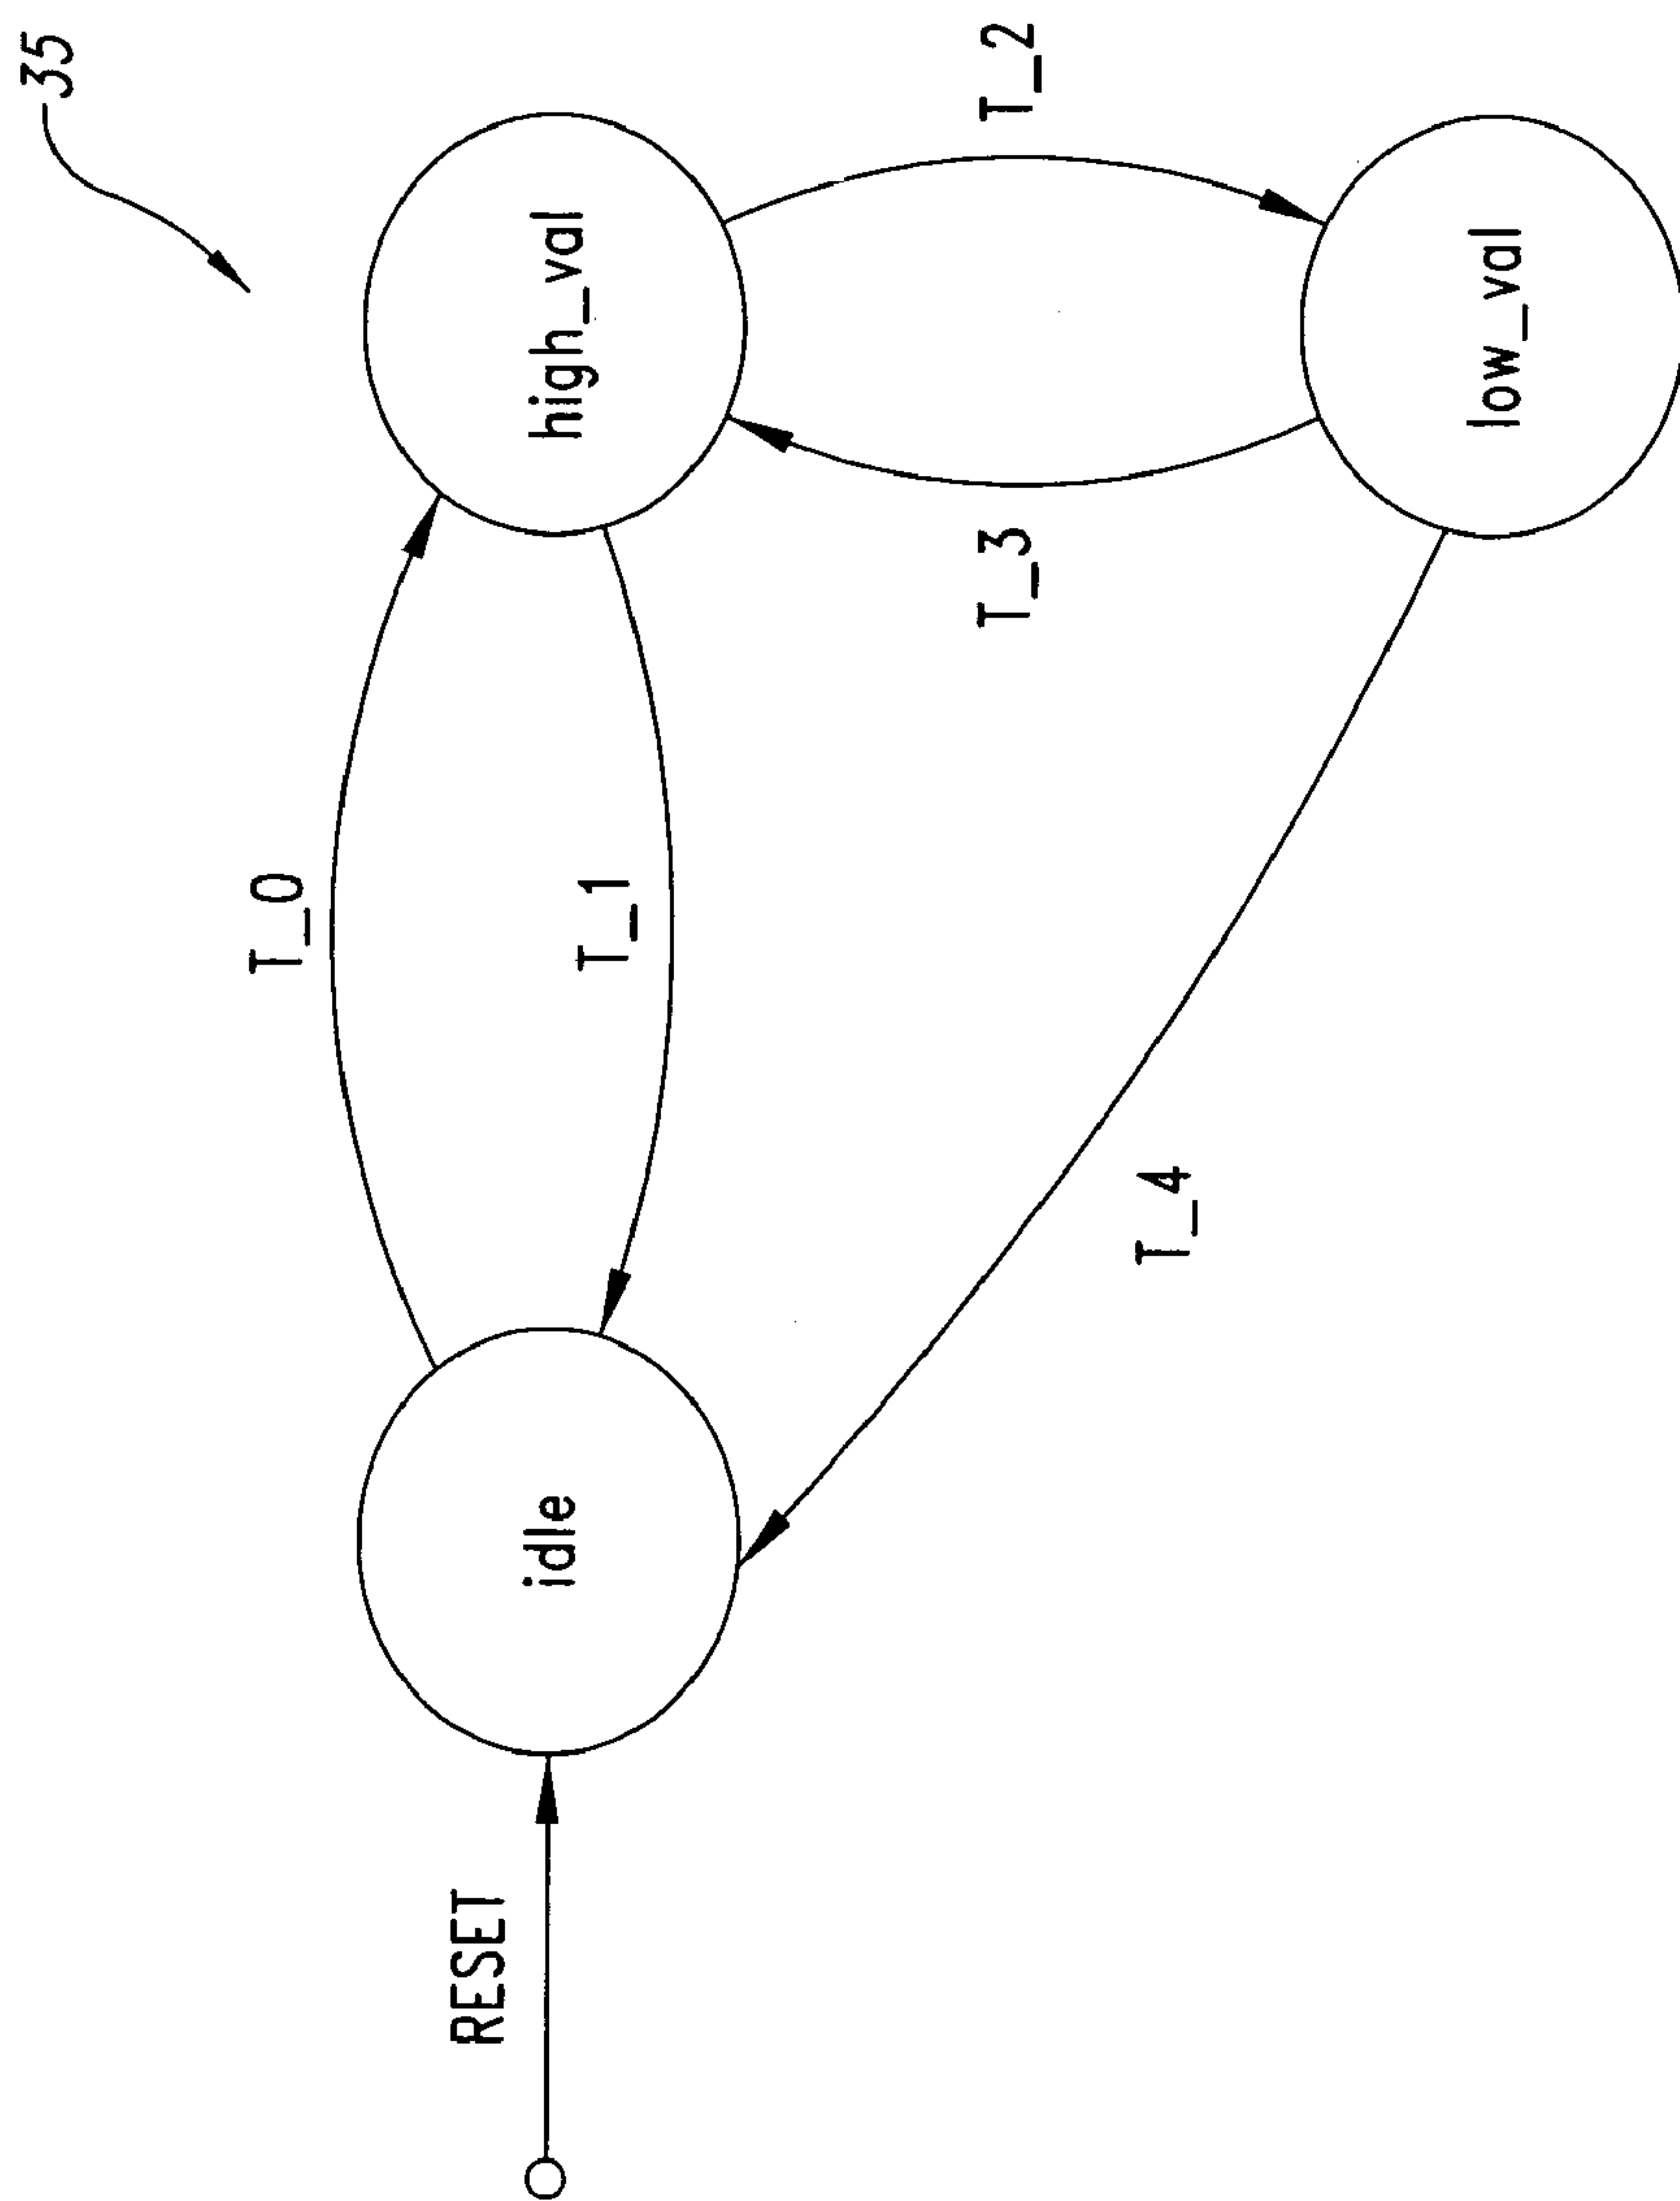 35
T_0
RESET
idle
T_1
high_val
T_3
T_2
T_4
low_val